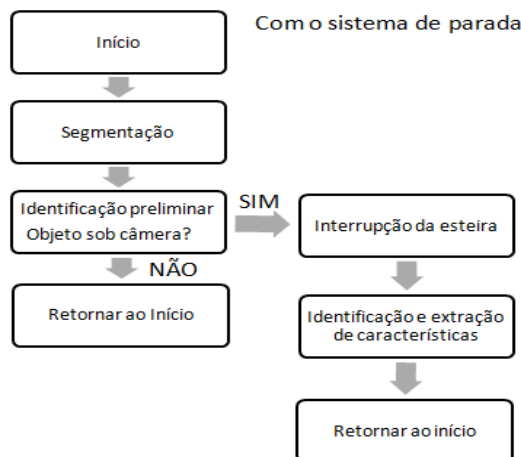 Com o sistema de parada
Início
Segmentação
Identificação preliminar
Objeto sob câmera?
SIM
NÃO
Retornar ao Início
Interrupção da esteira
Identificação e extração
de características
Retornar ao início